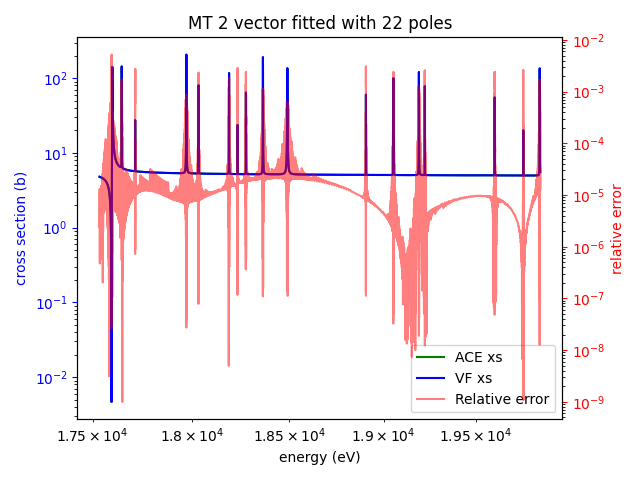 MT 2 vector fitted with 22 poles
10²
10¹
10⁰
10⁻¹
10⁻²
cross section (b)
10⁻²
10⁻³
10⁻⁴
10⁻⁵
10⁻⁶
10⁻⁷
10⁻⁸
10⁻⁹
relative error
ACE xs
VF xs
Relative error
1.75 × 10⁴ 1.8 × 10⁴ 1.85 × 10⁴ 1.9 × 10⁴ 1.95 × 10⁴
energy (eV)